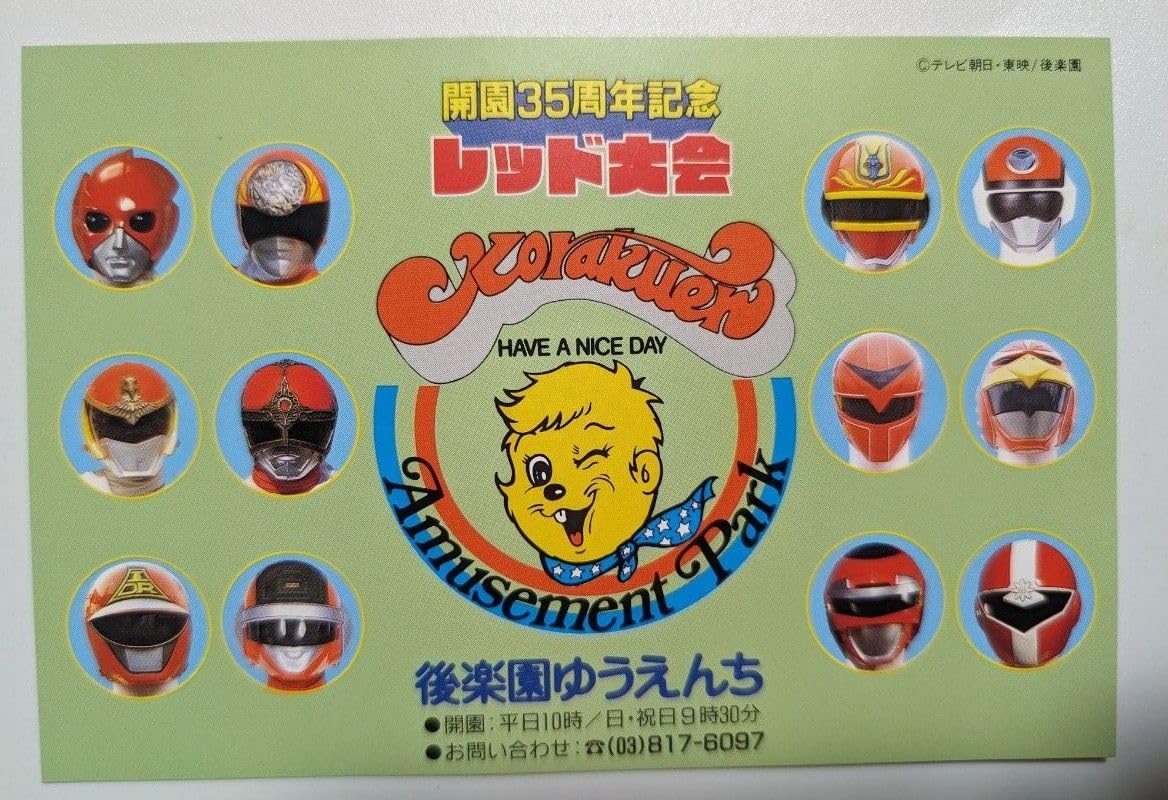 ©テレビ朝日・東映/後楽園
開園35周年記念
レッド大会
Korakuen
HAVE A NICE DAY
Amusement Park
後楽園ゆうえんち
●開園:平日10時/日・祝日9時30分
●お問い合わせ:☎(03)817-6097